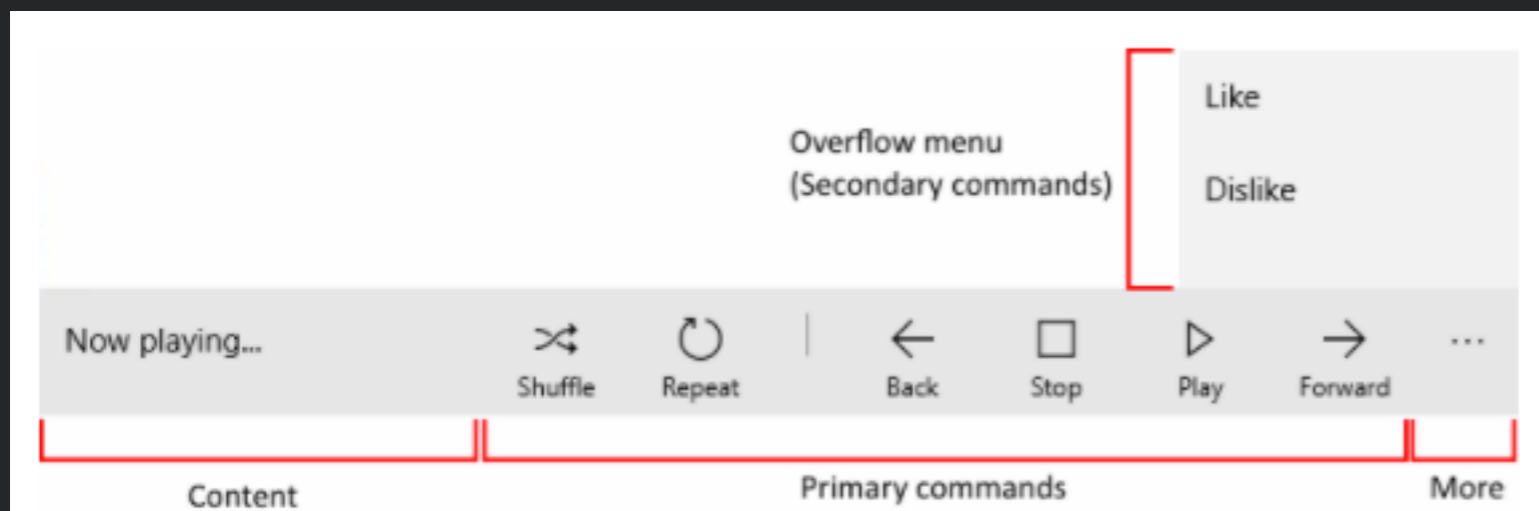 Like
Overflow menu
(Secondary commands)
Dislike
Now playing...
Shuffle
Repeat
Back
Stop
Play
Forward
...
Content
Primary commands
More